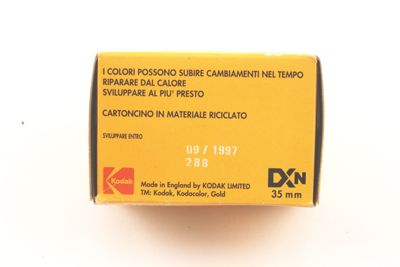 I COLORI POSSONO SUBIRE CAMBIAMENTI NEL TEMPO
RIPARARE DAL CALORE
SVILUPPARE AL PIU' PRESTO
CARTONCINO IN MATERIALE RICICLATO
SVILUPPARE ENTRO
09/1997
288
Kodak
Made in England by KODAK LIMITED
TM: Kodak, Kodacolor, Gold
DXN
35 mm